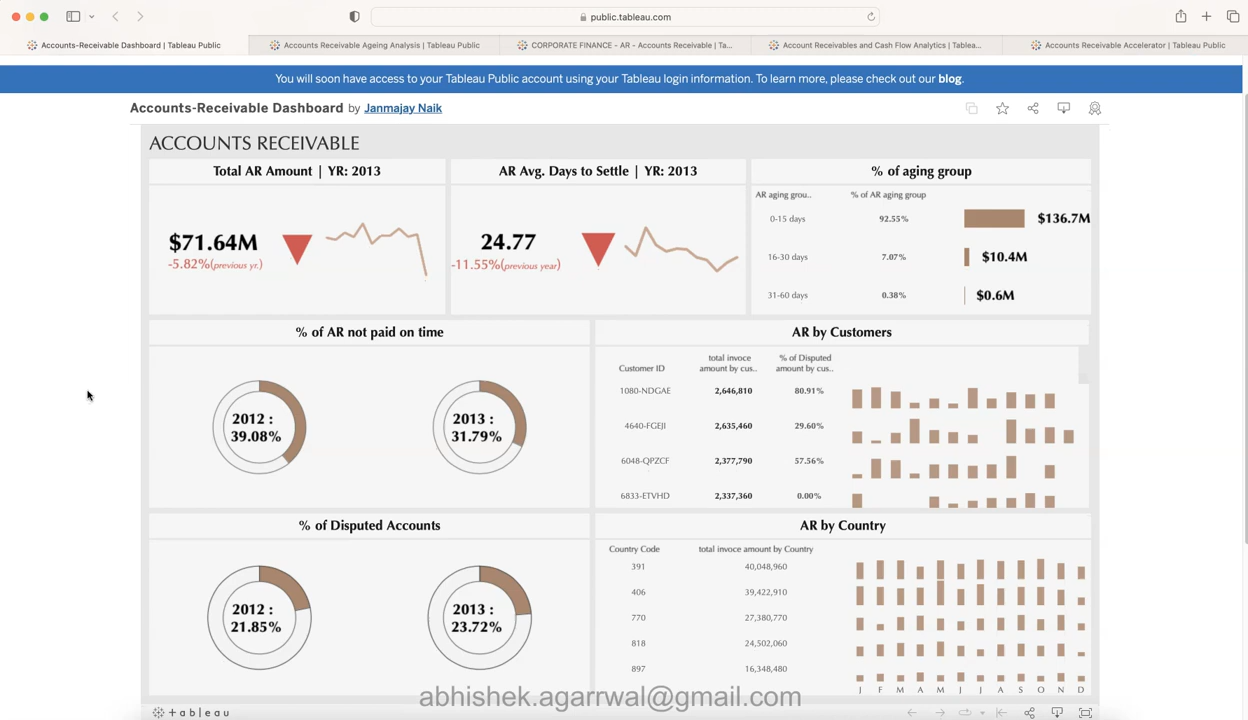 public.tableau.com
Accounts-Receivable Dashboard | Tableau Public
Accounts Receivable Ageing Analysis | Tableau Public
CORPORATE FINANCE - AR - Accounts Receivable | Ta...
Account Receivables and Cash Flow Analytics | Tablea...
Accounts Receivable Accelerator | Tableau Public
You will soon have access to your Tableau Public account using your Tableau login information. To learn more, please check out our blog.
Accounts-Receivable Dashboard by Janmajay Naik
ACCOUNTS RECEIVABLE
Total AR Amount | YR: 2013
$71.64M
-5.82%(previous yr.)
AR Avg. Days to Settle | YR: 2013
24.77
-11.55%(previous year)
% of aging group
AR aging grou.. % of AR aging group
0-15 days 92.55% $136.7M
16-30 days 7.07% $10.4M
31-60 days 0.38% $0.6M
% of AR not paid on time
2012 :
39.08%
2013 :
31.79%
AR by Customers
Customer ID total invoce amount by cus.. % of Disputed amount by cus..
1080-NDGAE 2,646,810 80.91%
4640-FGEJI 2,635,460 29.60%
6048-QPZCF 2,377,790 57.56%
6833-ETVHD 2,337,360 0.00%
% of Disputed Accounts
2012 :
21.85%
2013 :
23.72%
AR by Country
Country Code total invoce amount by Country
391 40,048,960
406 39,422,910
770 27,380,770
818 24,502,060
897 16,348,480
J F M A M J J A S O N D
abhishek.agarrwal@gmail.com
+ a b l e a u